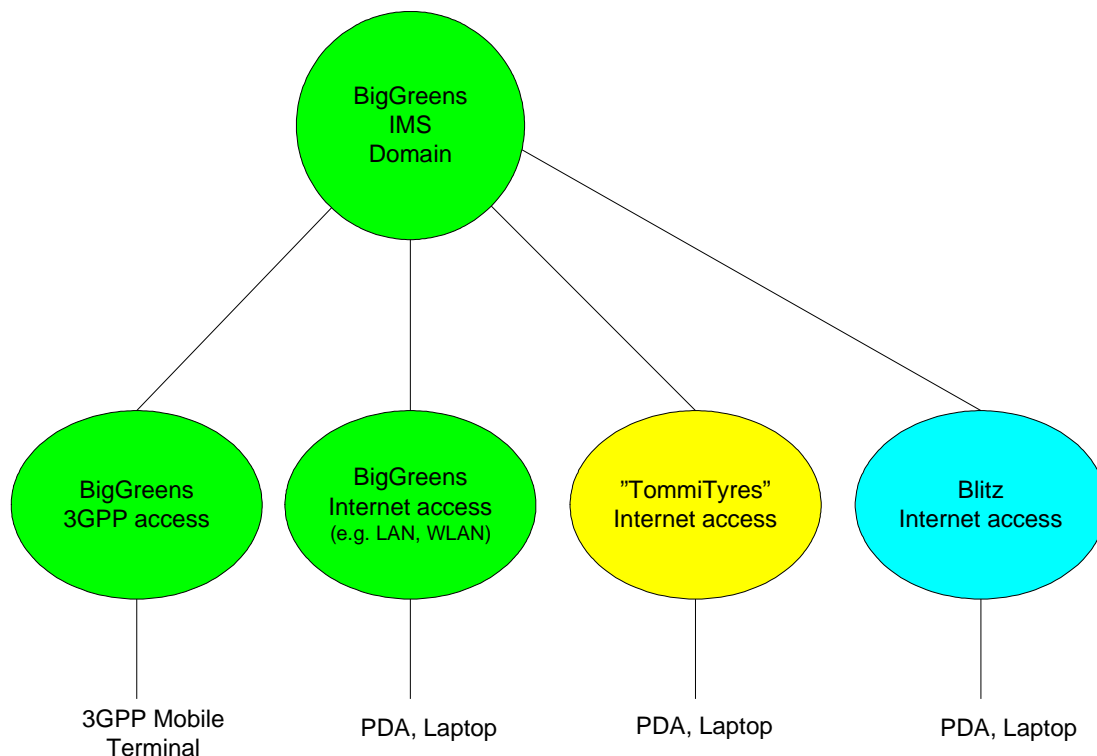 BigGreens
IMS
Domain
BigGreens
3GPP access
BigGreens
Internet access
(e.g. LAN, WLAN)
”TommiTyres”
Internet access
Blitz
Internet access
3GPP Mobile
Terminal
PDA, Laptop
PDA, Laptop
PDA, Laptop